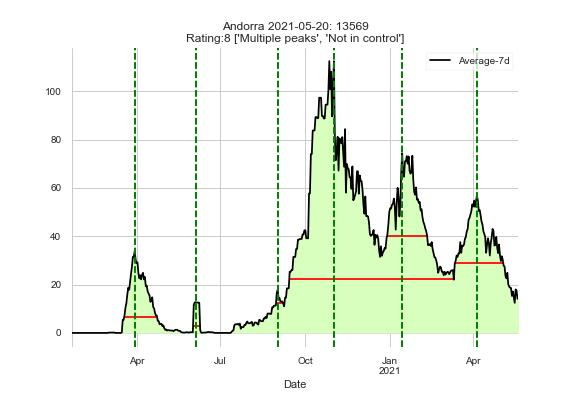 Andorra 2021-05-20: 13569
Rating:8 ['Multiple peaks', 'Not in control']
Average-7d
100
80
60
40
20
0
Apr Jul Oct Jan Apr
2021
Date